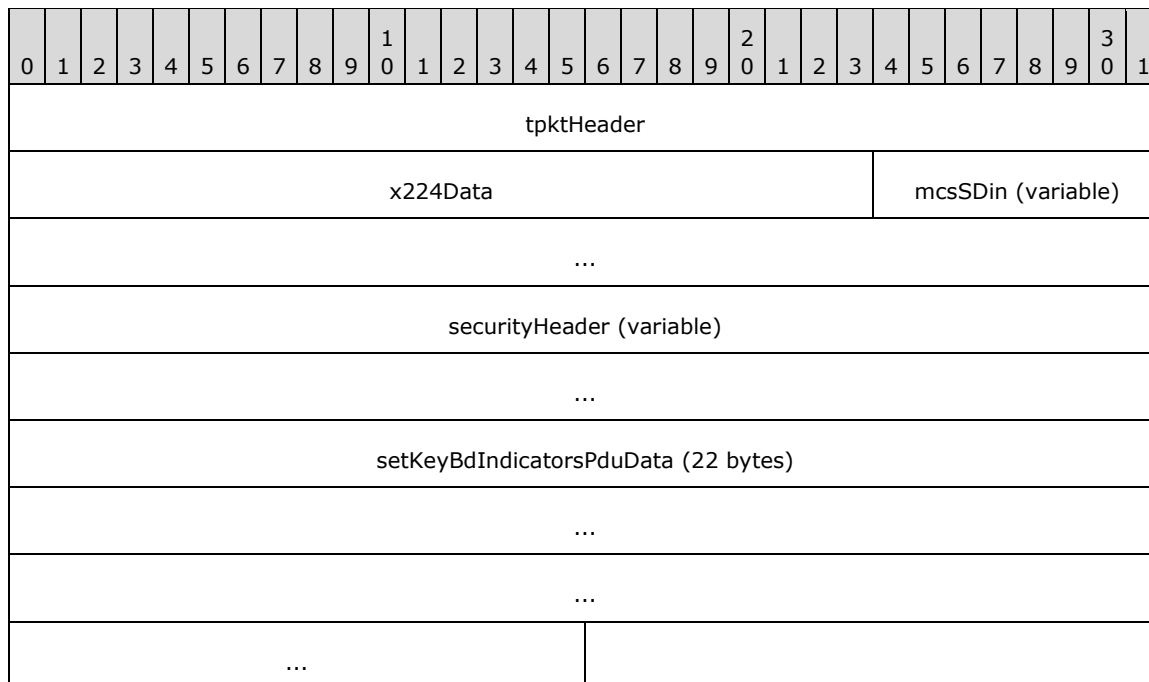 1 2 3
0 1 2 3 4 5 6 7 8 9 0 1 2 3 4 5 6 7 8 9 0 1 2 3 4 5 6 7 8 9 0 1
tpktHeader
x224Data mcsSDin (variable)
...
securityHeader (variable)
...
setKeyBdIndicatorsPduData (22 bytes)
...
...
...